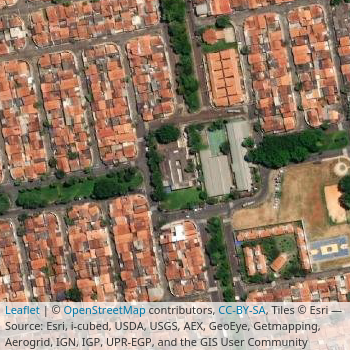 Leaflet | © OpenStreetMap contributors, CC-BY-SA, Tiles © Esri —
Source: Esri, i-cubed, USDA, USGS, AEX, GeoEye, Getmapping,
Aerogrid, IGN, IGP, UPR-EGP, and the GIS User Community